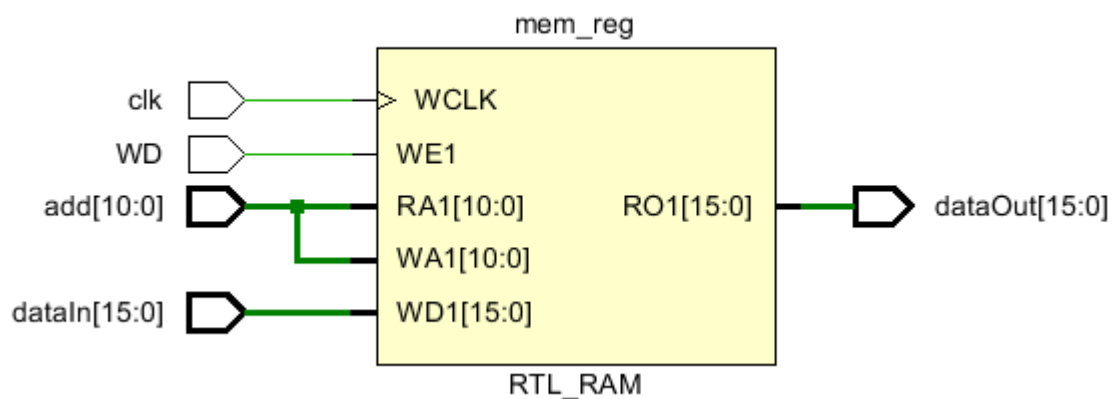 mem_reg
clk
WCLK
WD
WE1
add[10:0]
RA1[10:0]
RO1[15:0]
dataOut[15:0]
WA1[10:0]
dataIn[15:0]
WD1[15:0]
RTL_RAM